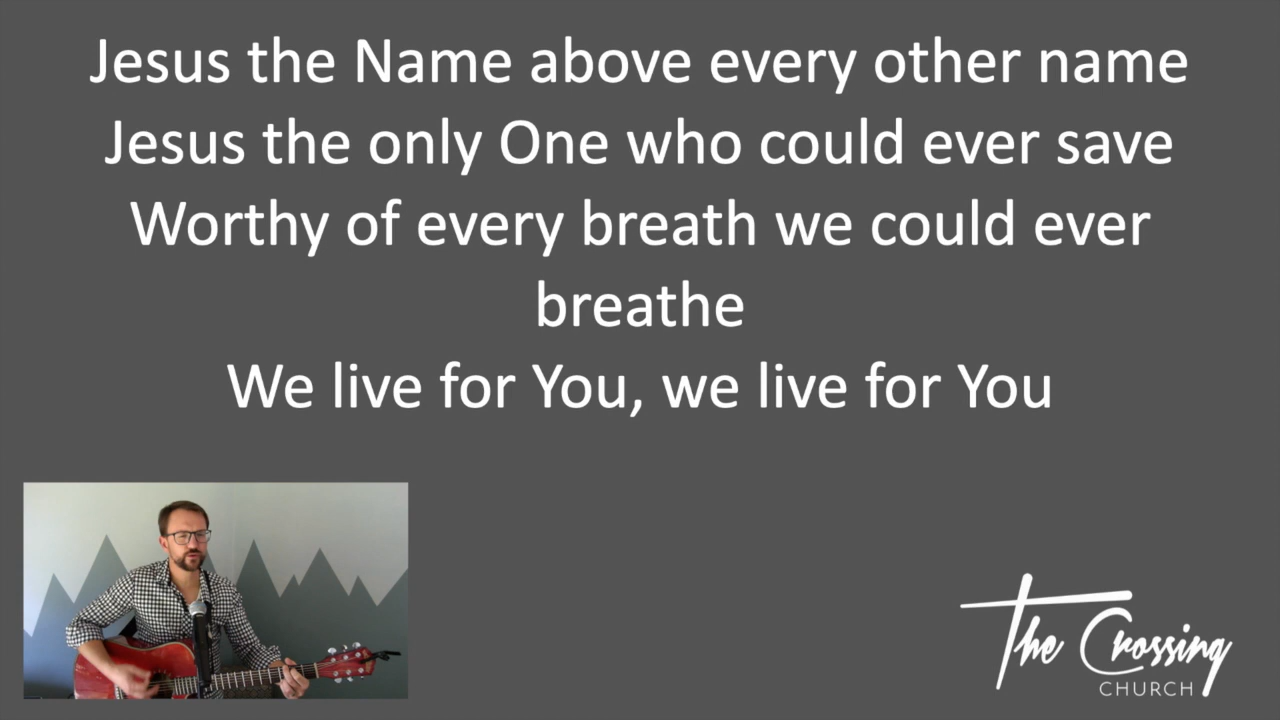 Jesus the Name above every other name
Jesus the only One who could ever save
Worthy of every breath we could ever
breathe
We live for You, we live for You
The Crossing
CHURCH